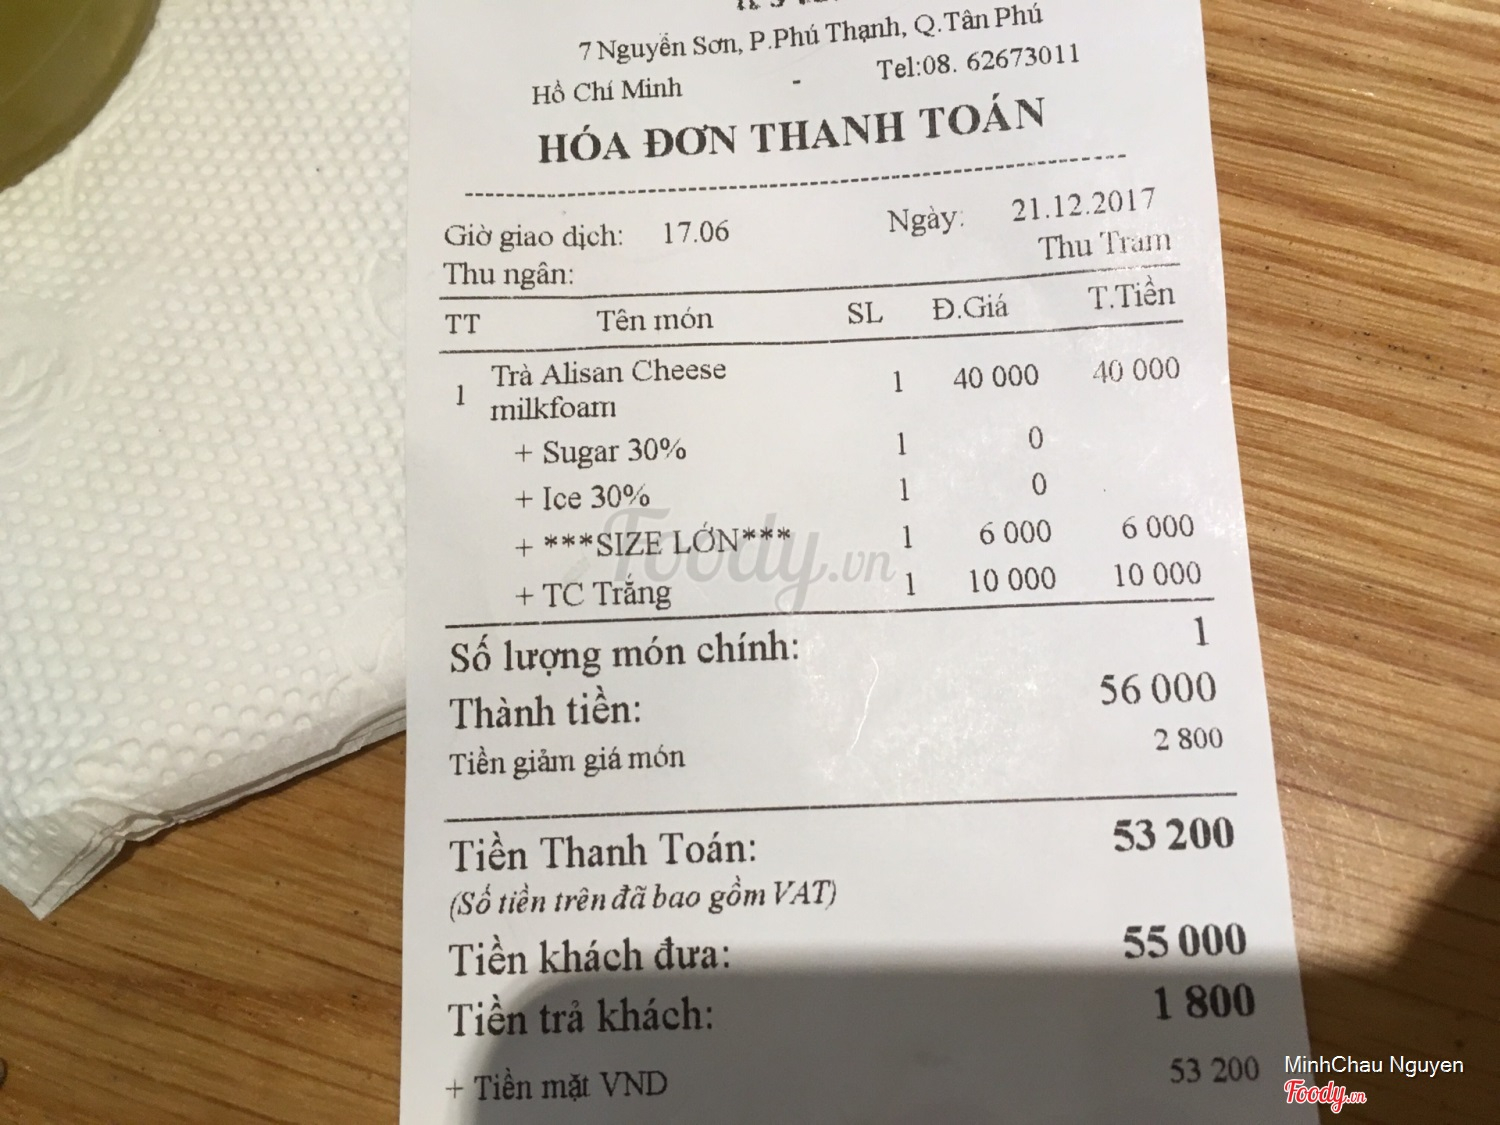 7 Nguyễn Sơn, P.Phú Thạnh, Q.Tân Phú
Hồ Chí Minh - Tel:08. 62673011
HÓA ĐƠN THANH TOÁN
Giờ giao dịch: 17.06 Ngày: 21.12.2017
Thu ngân: Thu Tram
TT Tên món SL Đ.Giá T.Tiền
1 Trà Alisan Cheese 1 40 000 40 000
milkfoam
+ Sugar 30% 1 0
+ Ice 30% 1 0
+ ***SIZE LỚN*** 1 6 000 6 000
+ TC Trắng 1 10 000 10 000
Số lượng món chính: 1
Thành tiền: 56 000
Tiền giảm giá món 2 800
Tiền Thanh Toán: 53 200
(Số tiền trên đã bao gồm VAT)
Tiền khách đưa: 55 000
Tiền trả khách: 1 800
+ Tiền mặt VND 53 200
Foody.vn
MinhChau Nguyen
Foody.vn